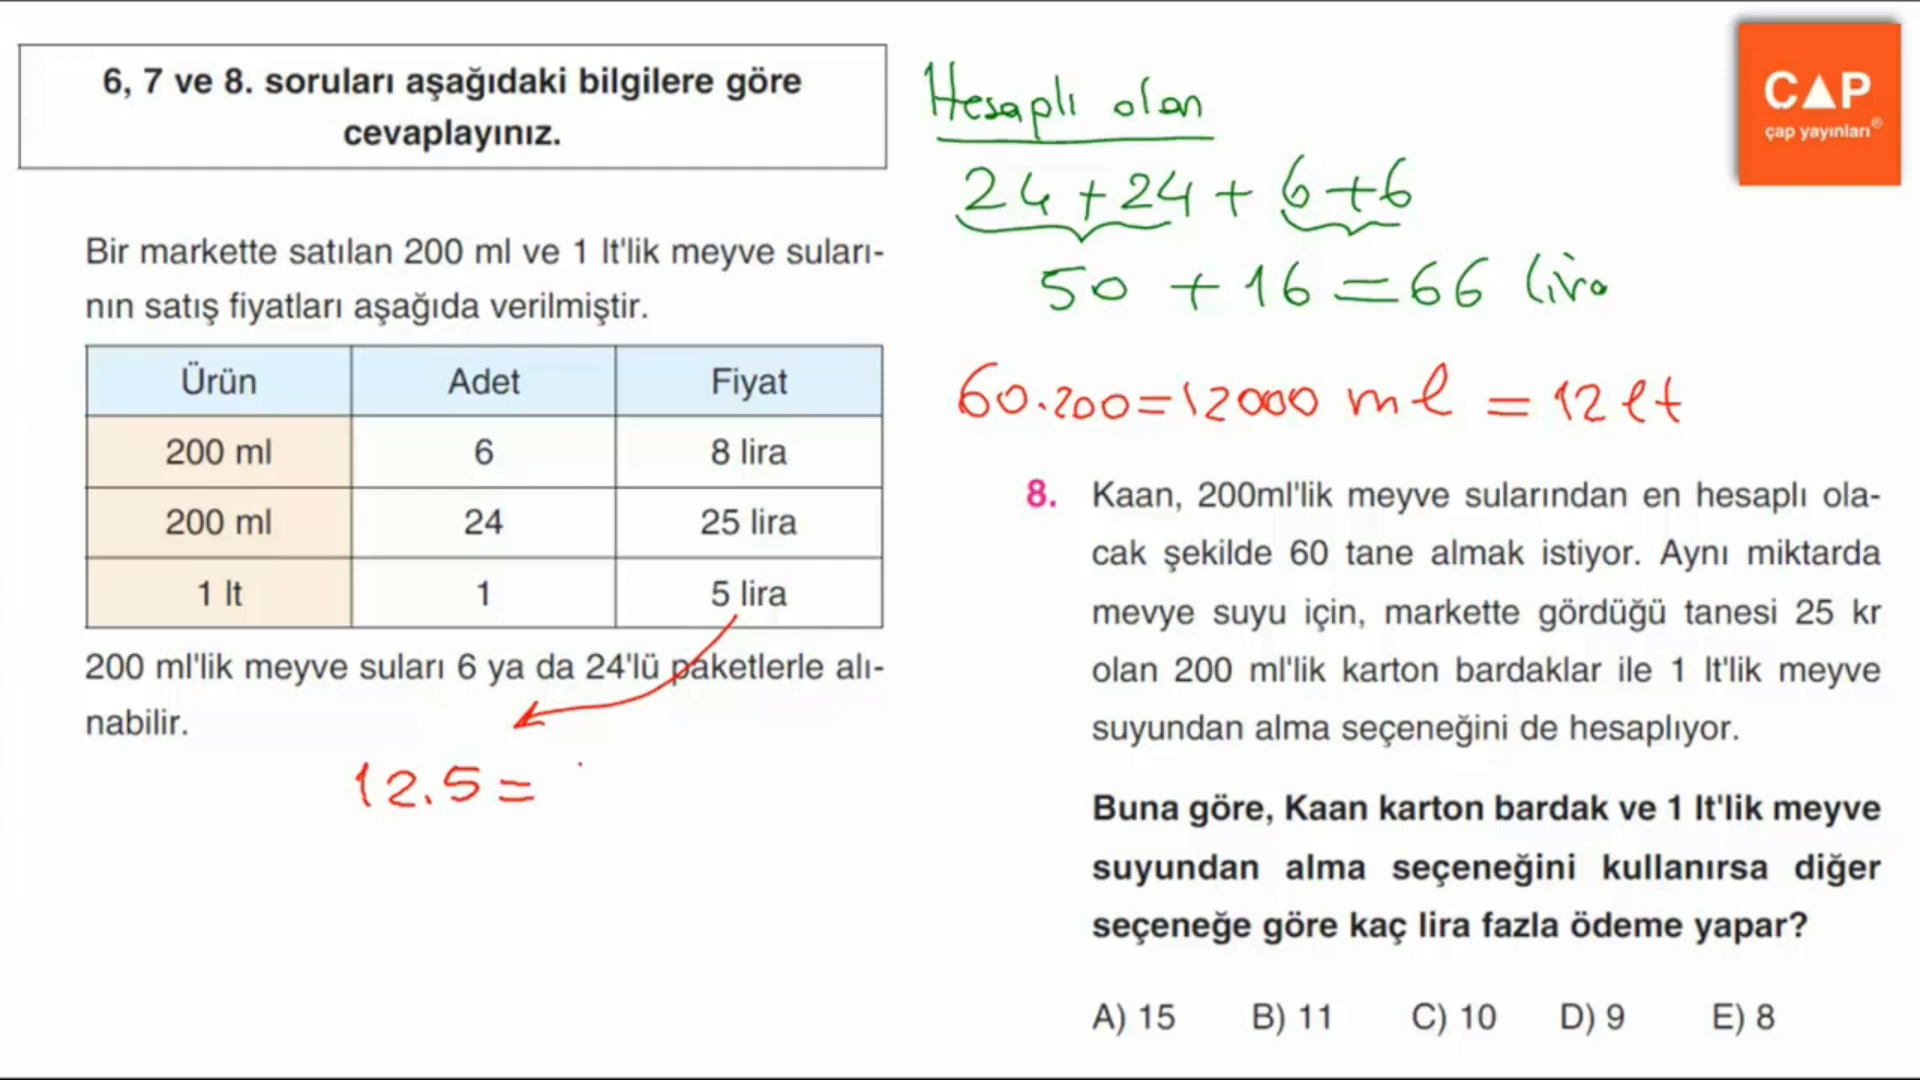 6, 7 ve 8. soruları aşağıdaki bilgilere göre
cevaplayınız.
Bir markette satılan 200 ml ve 1 lt'lik meyve suları-
nın satış fiyatları aşağıda verilmiştir.
Ürün Adet Fiyat
200 ml 6 8 lira
200 ml 24 25 lira
1 lt 1 5 lira
200 ml'lik meyve suları 6 ya da 24'lü paketlerle alı-
nabilir.
12.5=
Hesaplı olan
24+24+6+6
50+16=66 lira
60.200=12000 ml=12lt
8. Kaan, 200ml'lik meyve sularından en hesaplı ola-
cak şekilde 60 tane almak istiyor. Aynı miktarda
mevye suyu için, markette gördüğü tanesi 25 kr
olan 200 ml'lik karton bardaklar ile 1 lt'lik meyve
suyundan alma seçeneğini de hesaplıyor.
Buna göre, Kaan karton bardak ve 1 lt'lik meyve
suyundan alma seçeneğini kullanırsa diğer
seçeneğe göre kaç lira fazla ödeme yapar?
A) 15 B) 11 C) 10 D) 9 E) 8
ÇAP
çap yayınları®